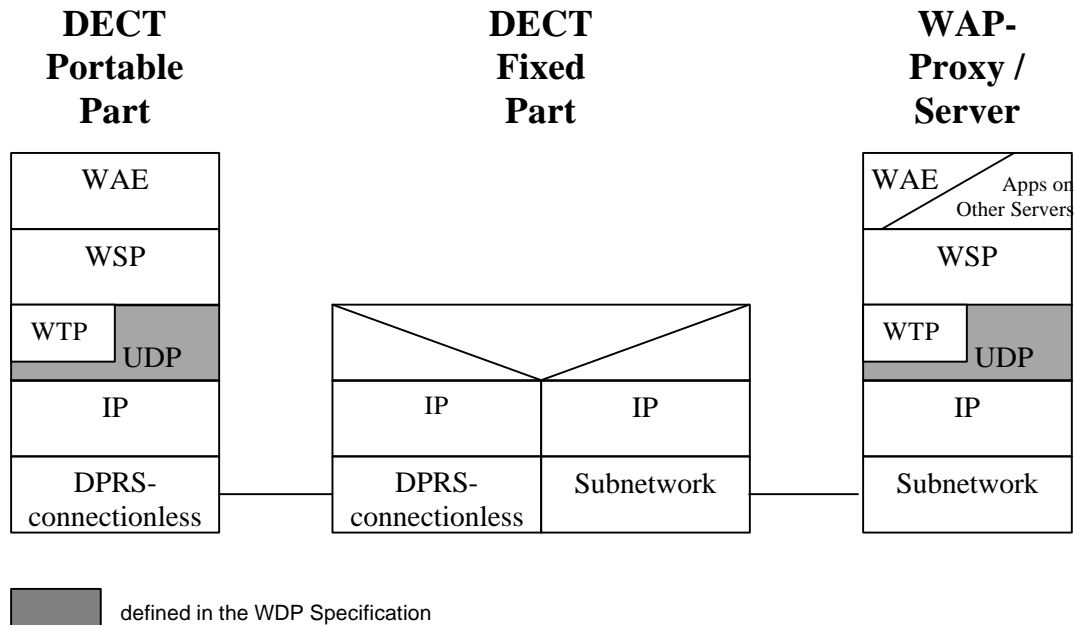 DECT
Portable
Part
DECT
Fixed
Part
WAP-
Proxy /
Server
WAE
WSP
WTP
UDP
IP
DPRS-
connectionless
IP
DPRS-
connectionless
IP
Subnetwork
WAE
Apps on
Other Servers
WSP
WTP
UDP
IP
Subnetwork
defined in the WDP Specification